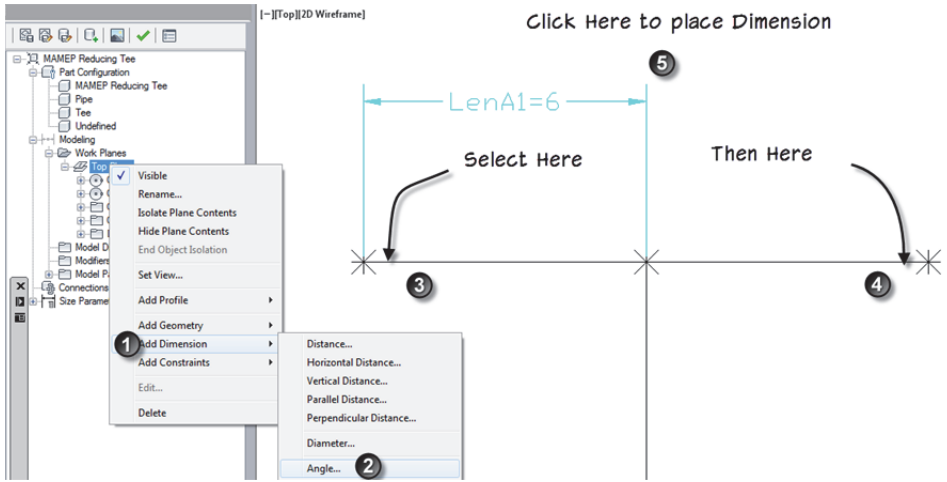 [−][Top][2D Wireframe]
Click Here to place Dimension
MAMEP Reducing Tee
Part Configuration
MAMEP Reducing Tee
Pipe
Tee
Undefined
Modeling
Work Planes
Top
Model D
Modifiers
Model Pa
Connections
Size Parame
Visible
Rename...
Isolate Plane Contents
Hide Plane Contents
End Object Isolation
Set View...
Add Profile
Add Geometry
1 Add Dimension
Add Constraints
Edit...
Delete
Distance...
Horizontal Distance...
Vertical Distance...
Parallel Distance...
Perpendicular Distance...
Diameter...
Angle... 2
5
LenA1=6
Select Here
Then Here
3
4